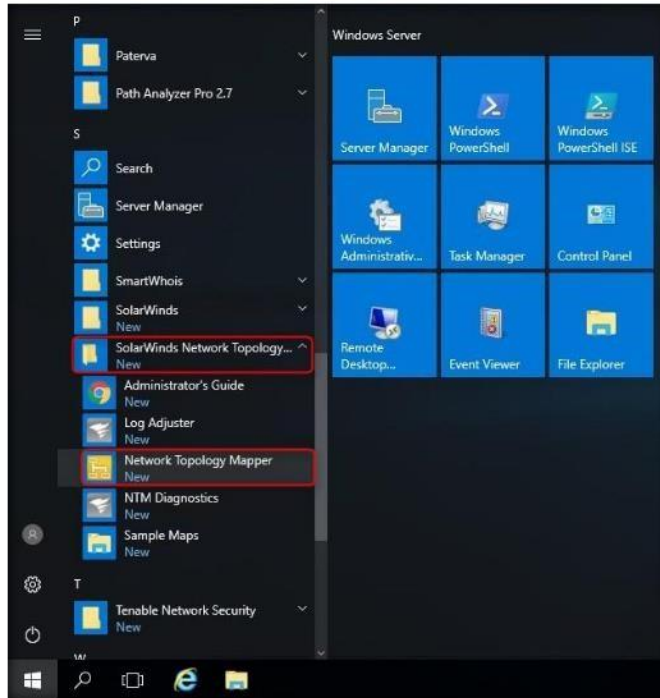 P
Paterva
Path Analyzer Pro 2.7
S
Search
Server Manager
Settings
SmartWhois
SolarWinds
New
SolarWinds Network Topology...
New
Administrator's Guide
New
Log Adjuster
New
Network Topology Mapper
New
NTM Diagnostics
New
Sample Maps
New
T
Tenable Network Security
New
W
Windows Server
Server Manager
Windows
PowerShell
Windows
PowerShell ISE
Windows
Administrativ...
Task Manager
Control Panel
Remote
Desktop...
Event Viewer
File Explorer